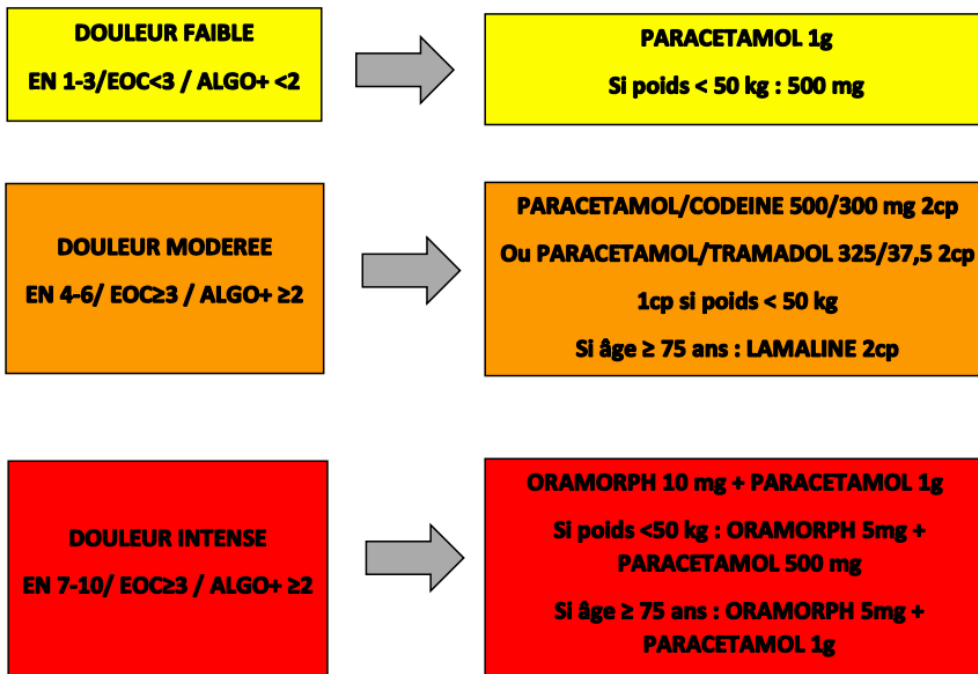 DOULEUR FAIBLE
EN 1-3/EOC<3 / ALGO+ <2
PARACETAMOL 1g
Si poids < 50 kg : 500 mg
DOULEUR MODEREE
EN 4-6/ EOC≥3 / ALGO+ ≥2
PARACETAMOL/CODEINE 500/300 mg 2cp
Ou PARACETAMOL/TRAMADOL 325/37,5 2cp
1cp si poids < 50 kg
Si âge ≥ 75 ans : LAMALINE 2cp
DOULEUR INTENSE
EN 7-10/ EOC≥3 / ALGO+ ≥2
ORAMORPH 10 mg + PARACETAMOL 1g
Si poids <50 kg : ORAMORPH 5mg +
PARACETAMOL 500 mg
Si âge ≥ 75 ans : ORAMORPH 5mg +
PARACETAMOL 1g